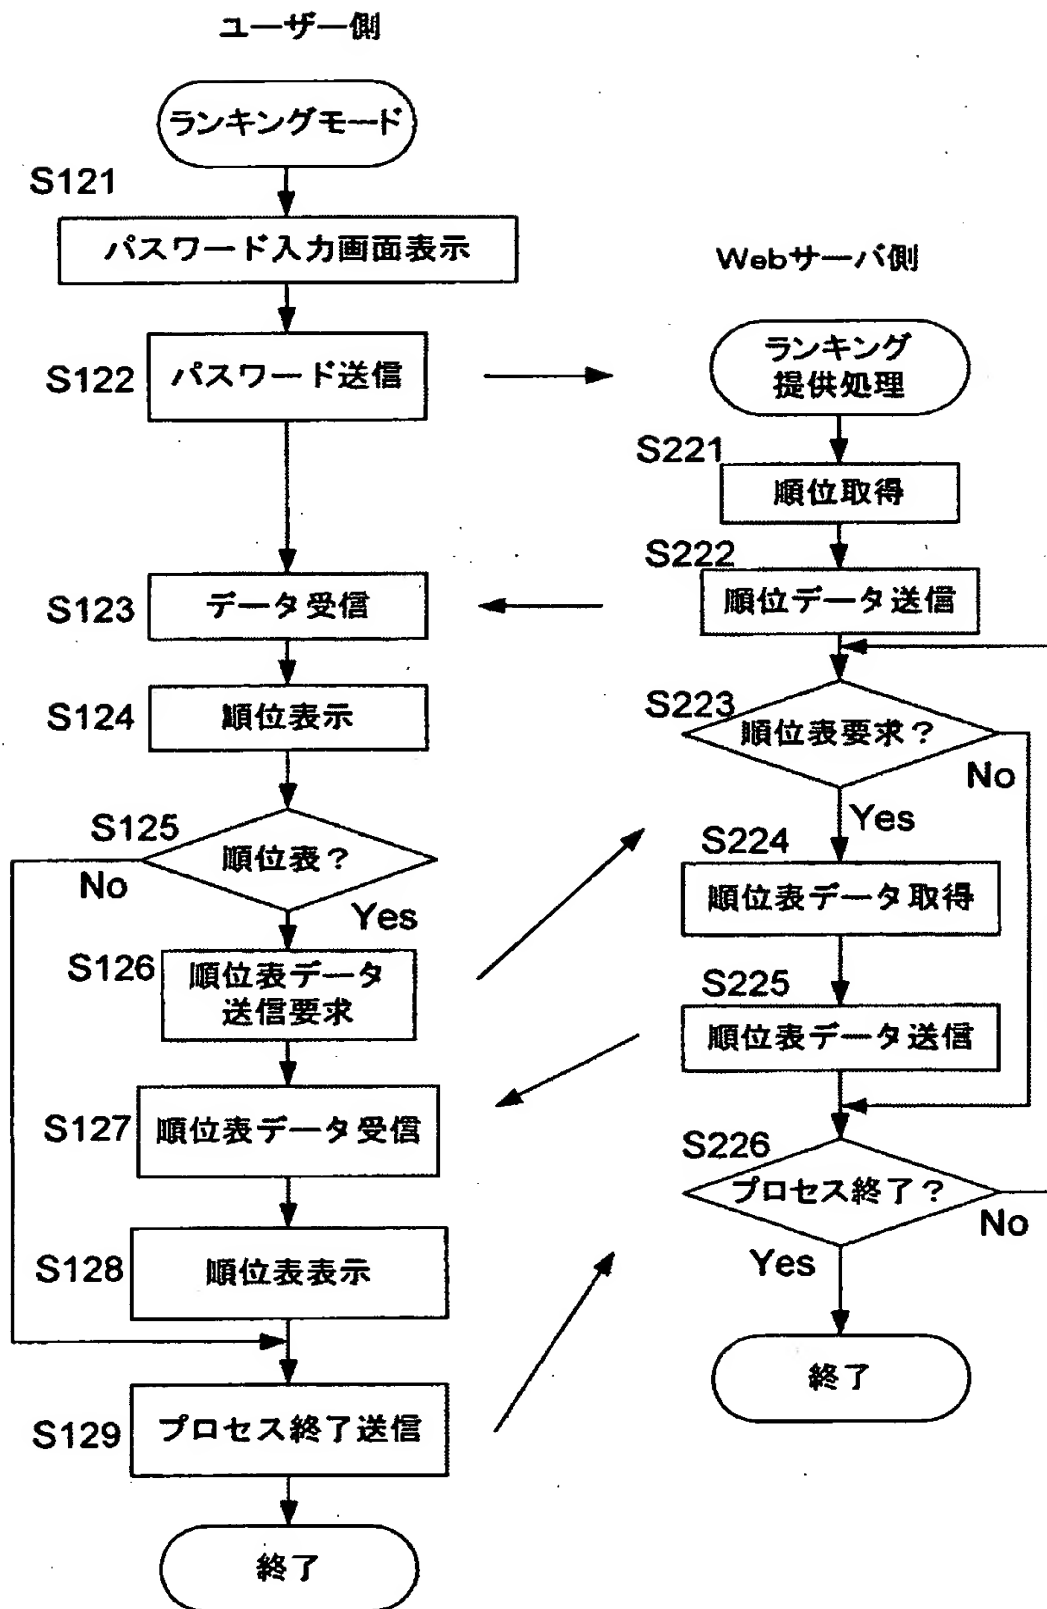 ユーザー側
ランキングモード
S121
パスワード入力画面表示
S122
パスワード送信
S123
データ受信
S124
順位表示
S125
順位表?
No
Yes
S126
順位表データ
送信要求
S127
順位表データ受信
S128
順位表表示
S129
プロセス終了送信
終了
Webサーバ側
ランキング
提供処理
S221
順位取得
S222
順位データ送信
S223
順位表要求?
No
Yes
S224
順位表データ取得
S225
順位表データ送信
S226
プロセス終了?
No
Yes
終了